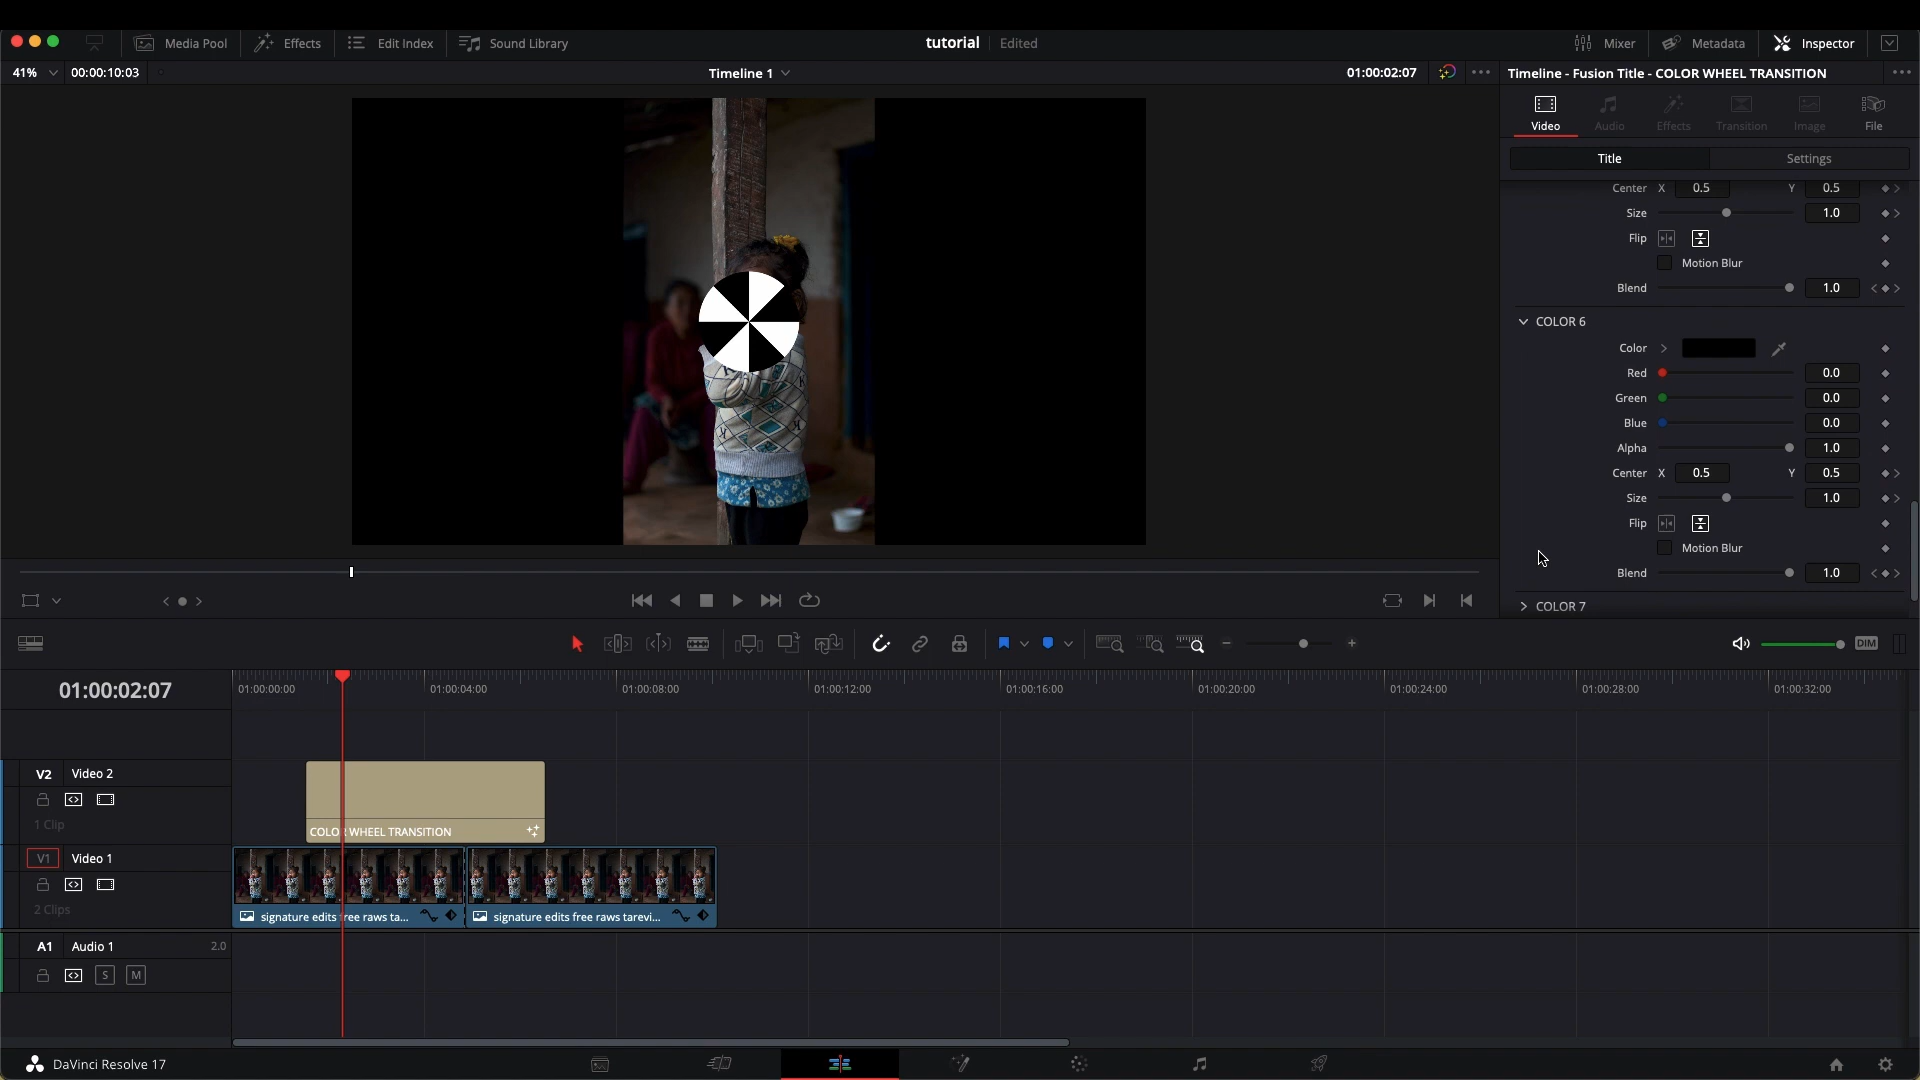 Media Pool Effects Edit Index Sound Library tutorial Edited Mixer Metadata Inspector
41% 00:00:10:03 Timeline 1 01:00:02:07 Timeline - Fusion Title - COLOR WHEEL TRANSITION
Video Audio Effects Transition Image File
Title Settings
Center X 0.5 Y 0.5
Size 1.0
Flip
Motion Blur
Blend 1.0
COLOR 6
Color
Red 0.0
Green 0.0
Blue 0.0
Alpha 1.0
Center X 0.5 Y 0.5
Size 1.0
Flip
Motion Blur
Blend 1.0
COLOR 7
DIM
01:00:02:07 01:00:00:00 01:00:04:00 01:00:08:00 01:00:12:00 01:00:16:00 01:00:20:00 01:00:24:00 01:00:28:00 01:00:32:00
V2 Video 2
1 Clip
COLOR WHEEL TRANSITION
V1 Video 1
2 Clips
signature edits free raws ta... signature edits free raws tarevi...
A1 Audio 1 2.0
S M
DaVinci Resolve 17